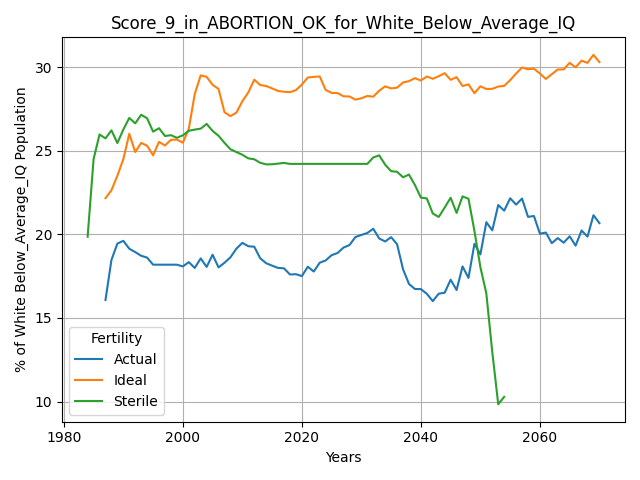 Score_9_in_ABORTION_OK_for_White_Below_Average_IQ
% of White Below_Average_IQ Population
30
25
20
15
10
Fertility
Actual
Ideal
Sterile
1980
2000
2020
2040
2060
Years